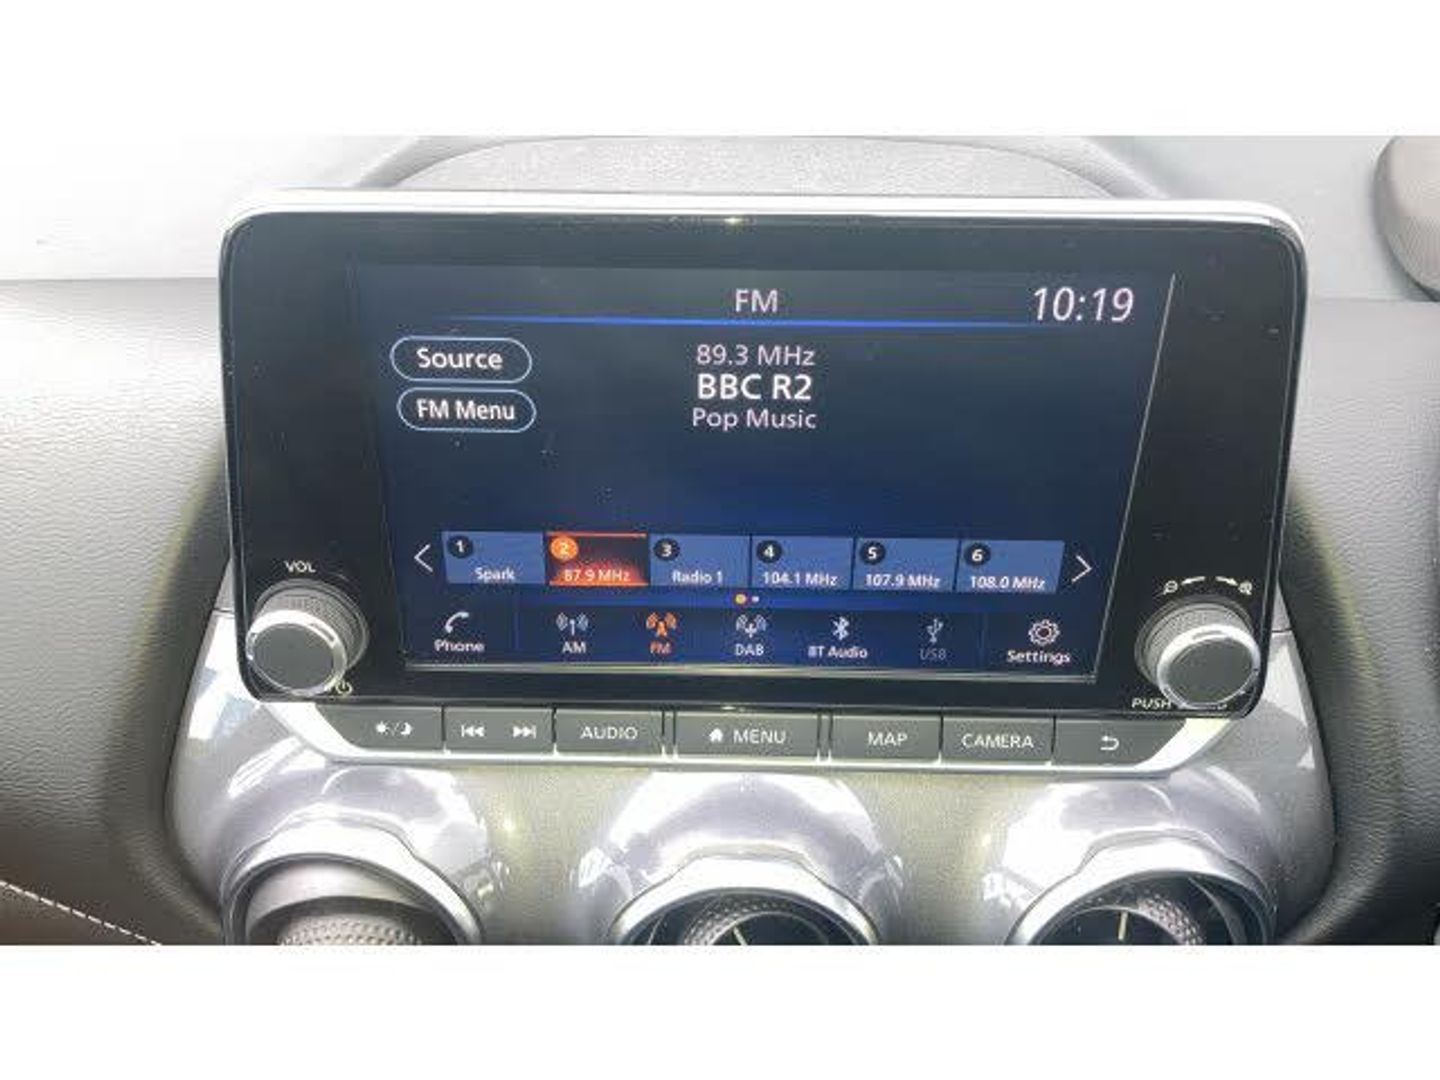 FM
10:19
Source
89.3 MHz
BBC R2
FM Menu
Pop Music
1 Spark
2 87.9 MHz
3 Radio 1
4 104.1 MHz
5 107.9 MHz
6 108.0 MHz
VOL
Phone
AM
FM
DAB
BT Audio
USB
Settings
PUSH
AUDIO
MENU
MAP
CAMERA